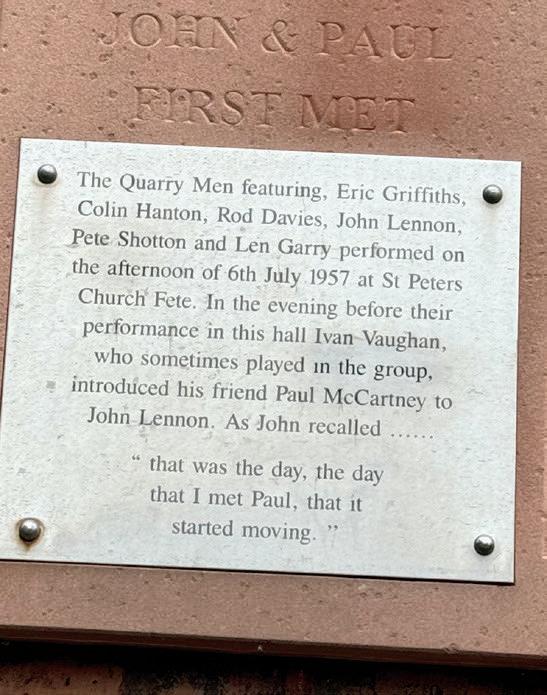 JOHN & PAUL
FIRST MET
The Quarry Men featuring, Eric Griffiths,
Colin Hanton, Rod Davies, John Lennon,
Pete Shotton and Len Garry performed on
the afternoon of 6th July 1957 at St Peters
Church Fete. In the evening before their
performance in this hall Ivan Vaughan,
who sometimes played in the group,
introduced his friend Paul McCartney to
John Lennon. As John recalled ......
“ that was the day, the day
that I met Paul, that it
started moving. ”